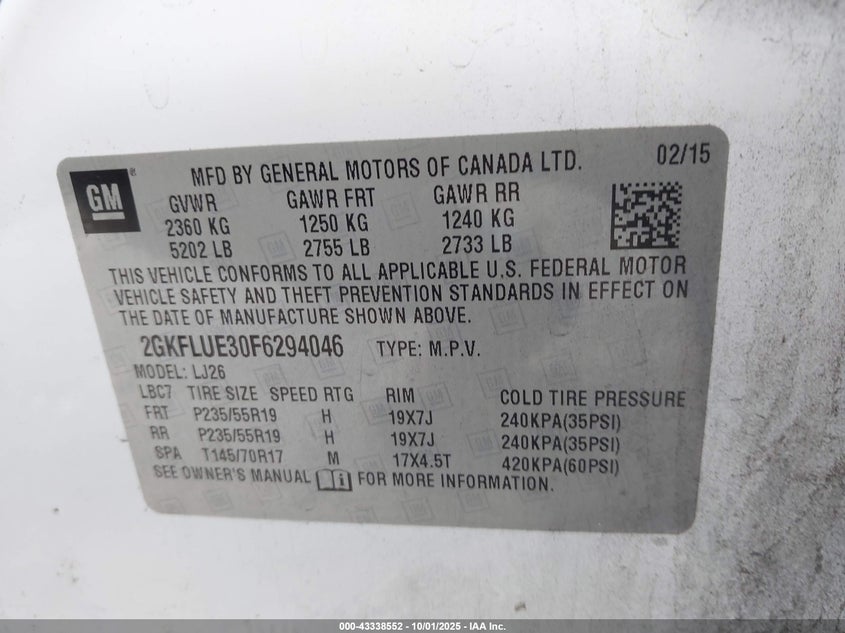 GM
MFD BY GENERAL MOTORS OF CANADA LTD.
02/15
GVWR GAWR FRT GAWR RR
2360 KG 1250 KG 1240 KG
5202 LB 2755 LB 2733 LB
THIS VEHICLE CONFORMS TO ALL APPLICABLE U.S. FEDERAL MOTOR
VEHICLE SAFETY AND THEFT PREVENTION STANDARDS IN EFFECT ON
THE DATE OF MANUFACTURE SHOWN ABOVE.
2GKFLUE30F6294046 TYPE: M.P.V.
MODEL: LJ26
LBC7 TIRE SIZE SPEED RTG RIM COLD TIRE PRESSURE
FRT P235/55R19 H 19X7J 240KPA(35PSI)
RR P235/55R19 H 19X7J 240KPA(35PSI)
SPA T145/70R17 M 17X4.5T 420KPA(60PSI)
SEE OWNER'S MANUAL FOR MORE INFORMATION.
000-43338552 - 10/01/2025 - IAA Inc.